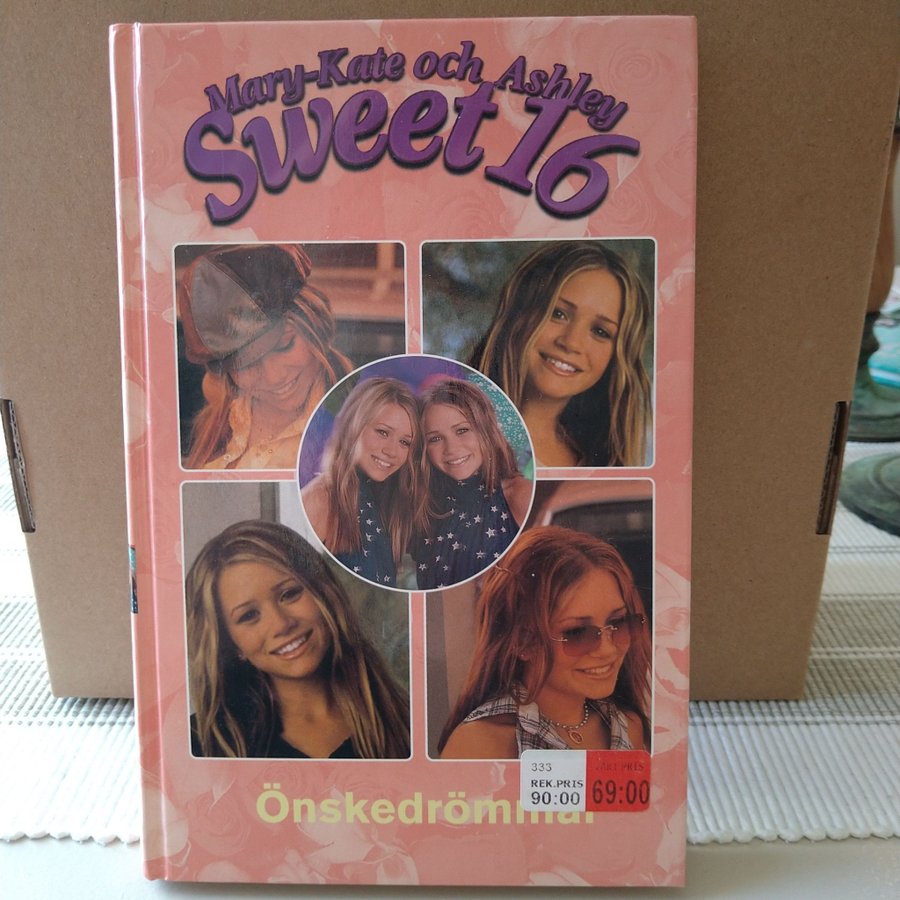 Mary-Kate och Ashley
Sweet 16
333
REK.PRIS
90:00
69:00